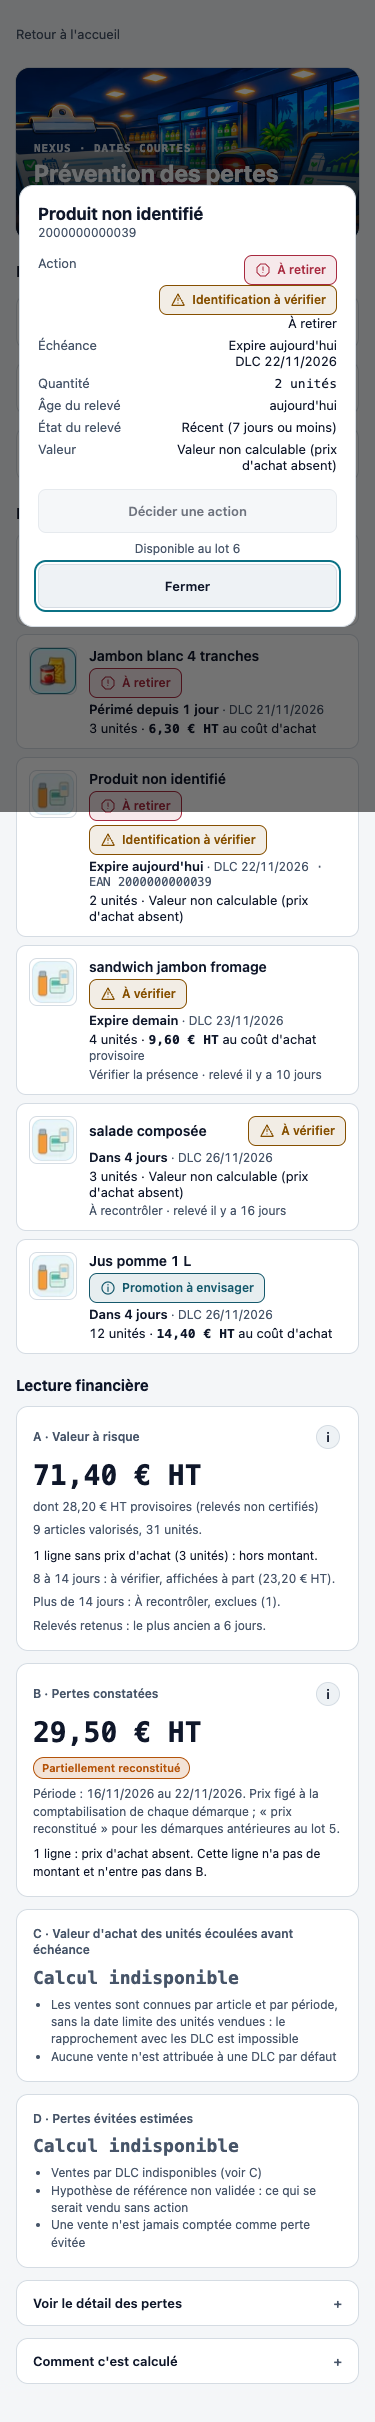 Retour à l'accueil
NEXUS · DATES COURTES
Prévention des pertes
Produit non identifié
2000000000039
Action
À retirer
Identification à vérifier
À retirer
Échéance
Expire aujourd'hui
DLC 22/11/2026
Quantité
2 unités
Âge du relevé
aujourd'hui
État du relevé
Récent (7 jours ou moins)
Valeur
Valeur non calculable (prix
d'achat absent)
Décider une action
Disponible au lot 6
Fermer
Jambon blanc 4 tranches
À retirer
Périmé depuis 1 jour · DLC 21/11/2026
3 unités · 6,30 € HT au coût d'achat
Produit non identifié
À retirer
Identification à vérifier
Expire aujourd'hui · DLC 22/11/2026 ·
EAN 2000000000039
2 unités · Valeur non calculable (prix
d'achat absent)
sandwich jambon fromage
À vérifier
Expire demain · DLC 23/11/2026
4 unités · 9,60 € HT au coût d'achat
provisoire
Vérifier la présence · relevé il y a 10 jours
salade composée
À vérifier
Dans 4 jours · DLC 26/11/2026
3 unités · Valeur non calculable (prix
d'achat absent)
À recontrôler · relevé il y a 16 jours
Jus pomme 1 L
Promotion à envisager
Dans 4 jours · DLC 26/11/2026
12 unités · 14,40 € HT au coût d'achat
Lecture financière
A · Valeur à risque
i
71,40 € HT
dont 28,20 € HT provisoires (relevés non certifiés)
9 articles valorisés, 31 unités.
1 ligne sans prix d'achat (3 unités) : hors montant.
8 à 14 jours : à vérifier, affichées à part (23,20 € HT).
Plus de 14 jours : À recontrôler, exclues (1).
Relevés retenus : le plus ancien a 6 jours.
B · Pertes constatées
i
29,50 € HT
Partiellement reconstitué
Période : 16/11/2026 au 22/11/2026. Prix figé à la
comptabilisation de chaque démarque ; « prix
reconstitué » pour les démarques antérieures au lot 5.
1 ligne : prix d'achat absent. Cette ligne n'a pas de
montant et n'entre pas dans B.
C · Valeur d'achat des unités écoulées avant
échéance
Calcul indisponible
• Les ventes sont connues par article et par période,
sans la date limite des unités vendues : le
rapprochement avec les DLC est impossible
• Aucune vente n'est attribuée à une DLC par défaut
D · Pertes évitées estimées
Calcul indisponible
• Ventes par DLC indisponibles (voir C)
• Hypothèse de référence non validée : ce qui se
serait vendu sans action
• Une vente n'est jamais comptée comme perte
évitée
Voir le détail des pertes +
Comment c'est calculé +